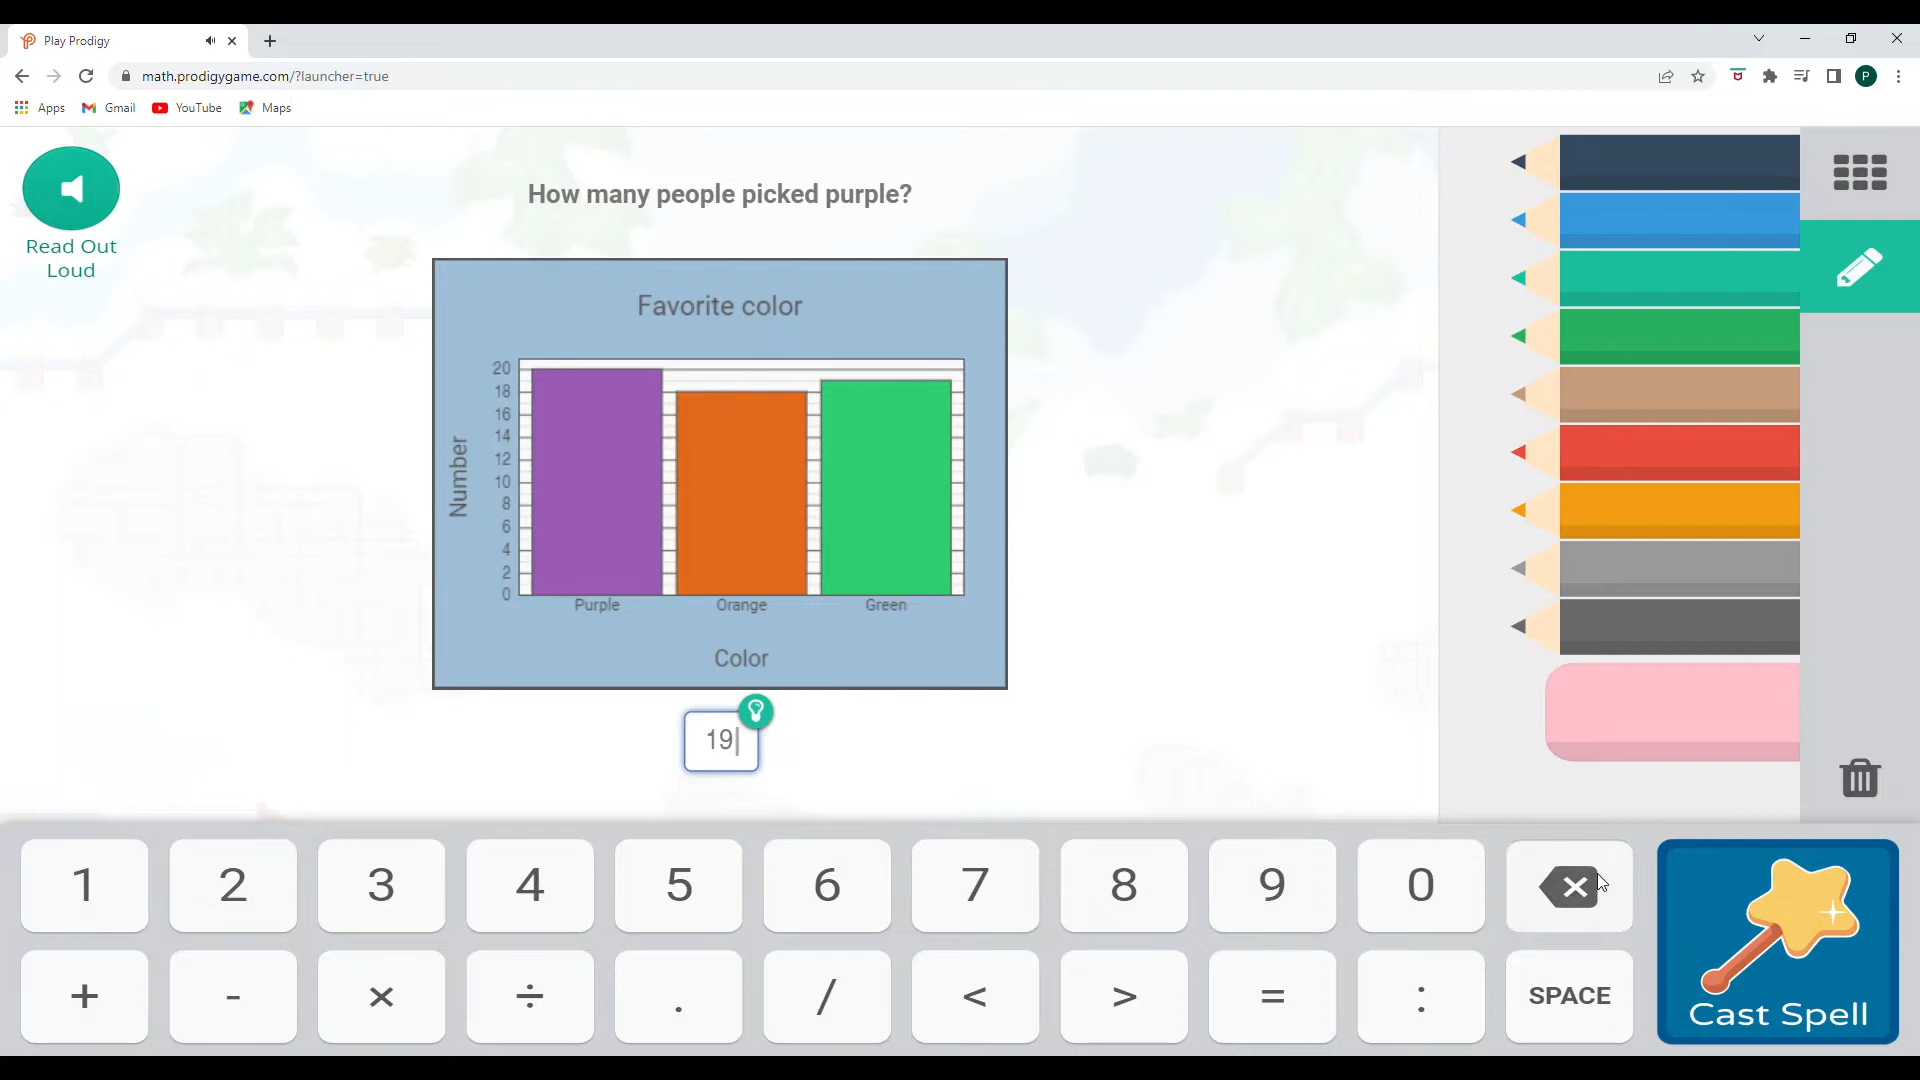 Play Prodigy
math.prodigygame.com/?launcher=true
P
Apps Gmail YouTube Maps
Read Out
Loud
How many people picked purple?
Favorite color
Number
20
18
16
14
12
10
8
6
4
2
0
Purple Orange Green
Color
19
1 2 3 4 5 6 7 8 9 0
+ - × ÷ . / < > = : SPACE
Cast Spell